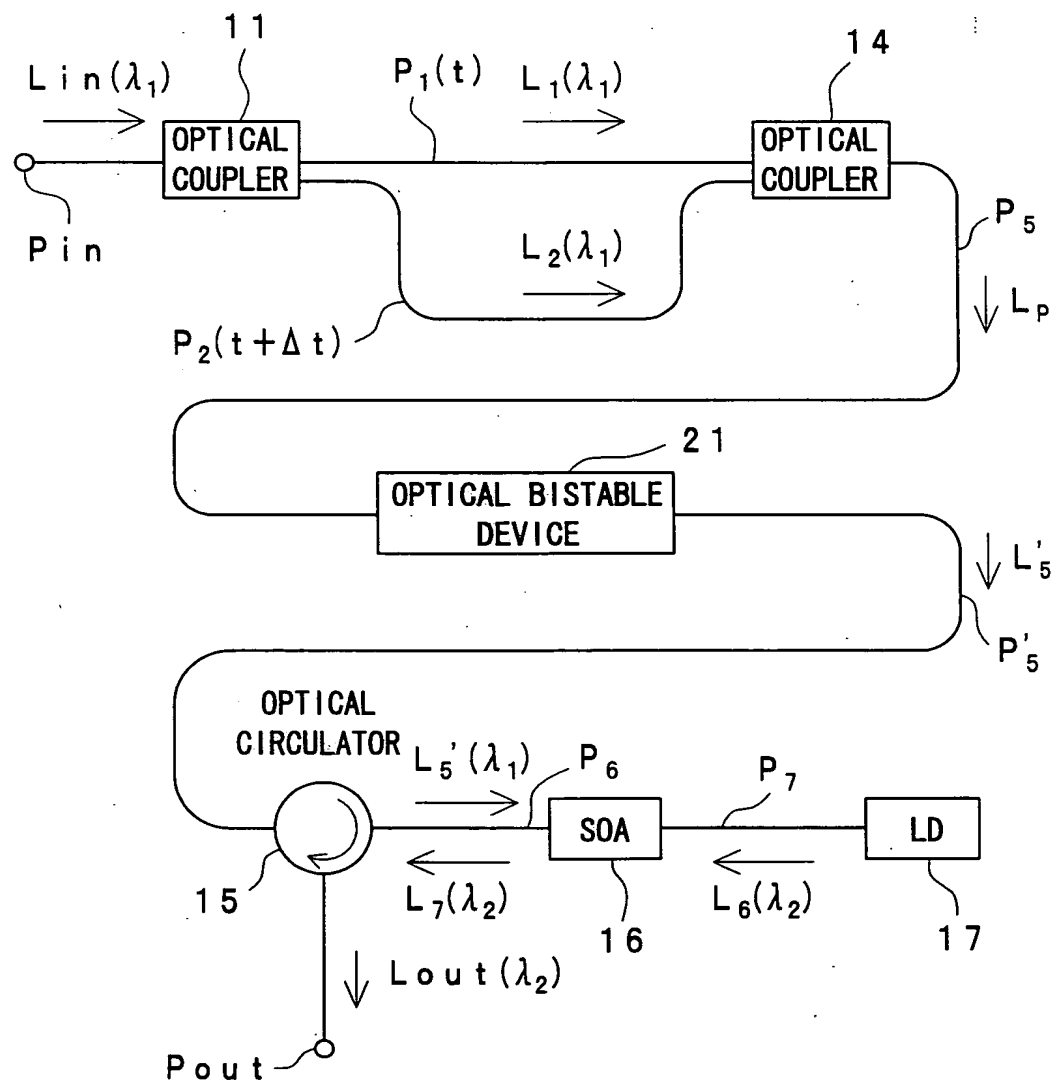 11
14
Lin(λ₁)
P₁(t)
L₁(λ₁)
OPTICAL
COUPLER
OPTICAL
COUPLER
Pin
L₂(λ₁)
P₅
P₂(t+Δt)
Lₚ
21
OPTICAL BISTABLE
DEVICE
L'₅
P'₅
OPTICAL
CIRCULATOR
L₅'(λ₁)
P₆
P₇
SOA
LD
15
L₇(λ₂)
16
L₆(λ₂)
17
Lout(λ₂)
Pout